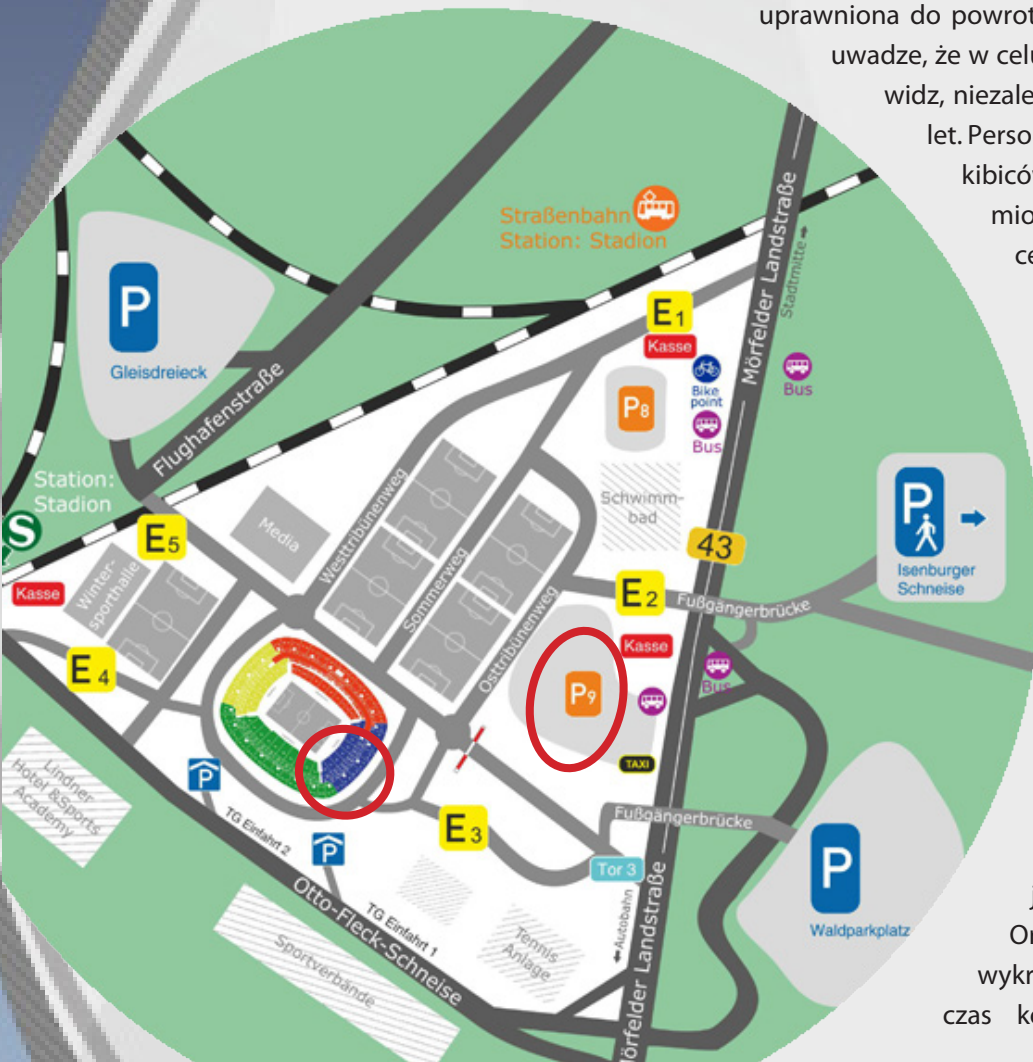 uprawniona do powrot
uwadze, że w celu
widz, niezale
let. Perso
kibiców
mio
ce
Straßenbahn
Station: Stadion
Mörfelder Landstraße
Stadtmitte
P
Gleisdreieck
Flughafenstraße
E1
Kasse
P8
Bike
point
Bus
Bus
Schwimm-
bad
43
Station:
Stadion
S
E5
Media
Westtribünenweg
Sommerweg
Osttribünenweg
P
Isenburger
Schneise
E2
Fußgängerbrücke
Kasse
Kasse
Winter-
sporthalle
E4
P9
Bus
TAXI
Lindner
Hotel &Sports
Academy
P
TG Einfahrt 2
P
E3
Fußgängerbrücke
Tor 3
P
Waldparkplatz
Otto-Fleck-Schneise
TG Einfahrt 1
Sportverbände
Tennis
Anlage
Autobahn
Mörfelder Landstraße
wykr
czas